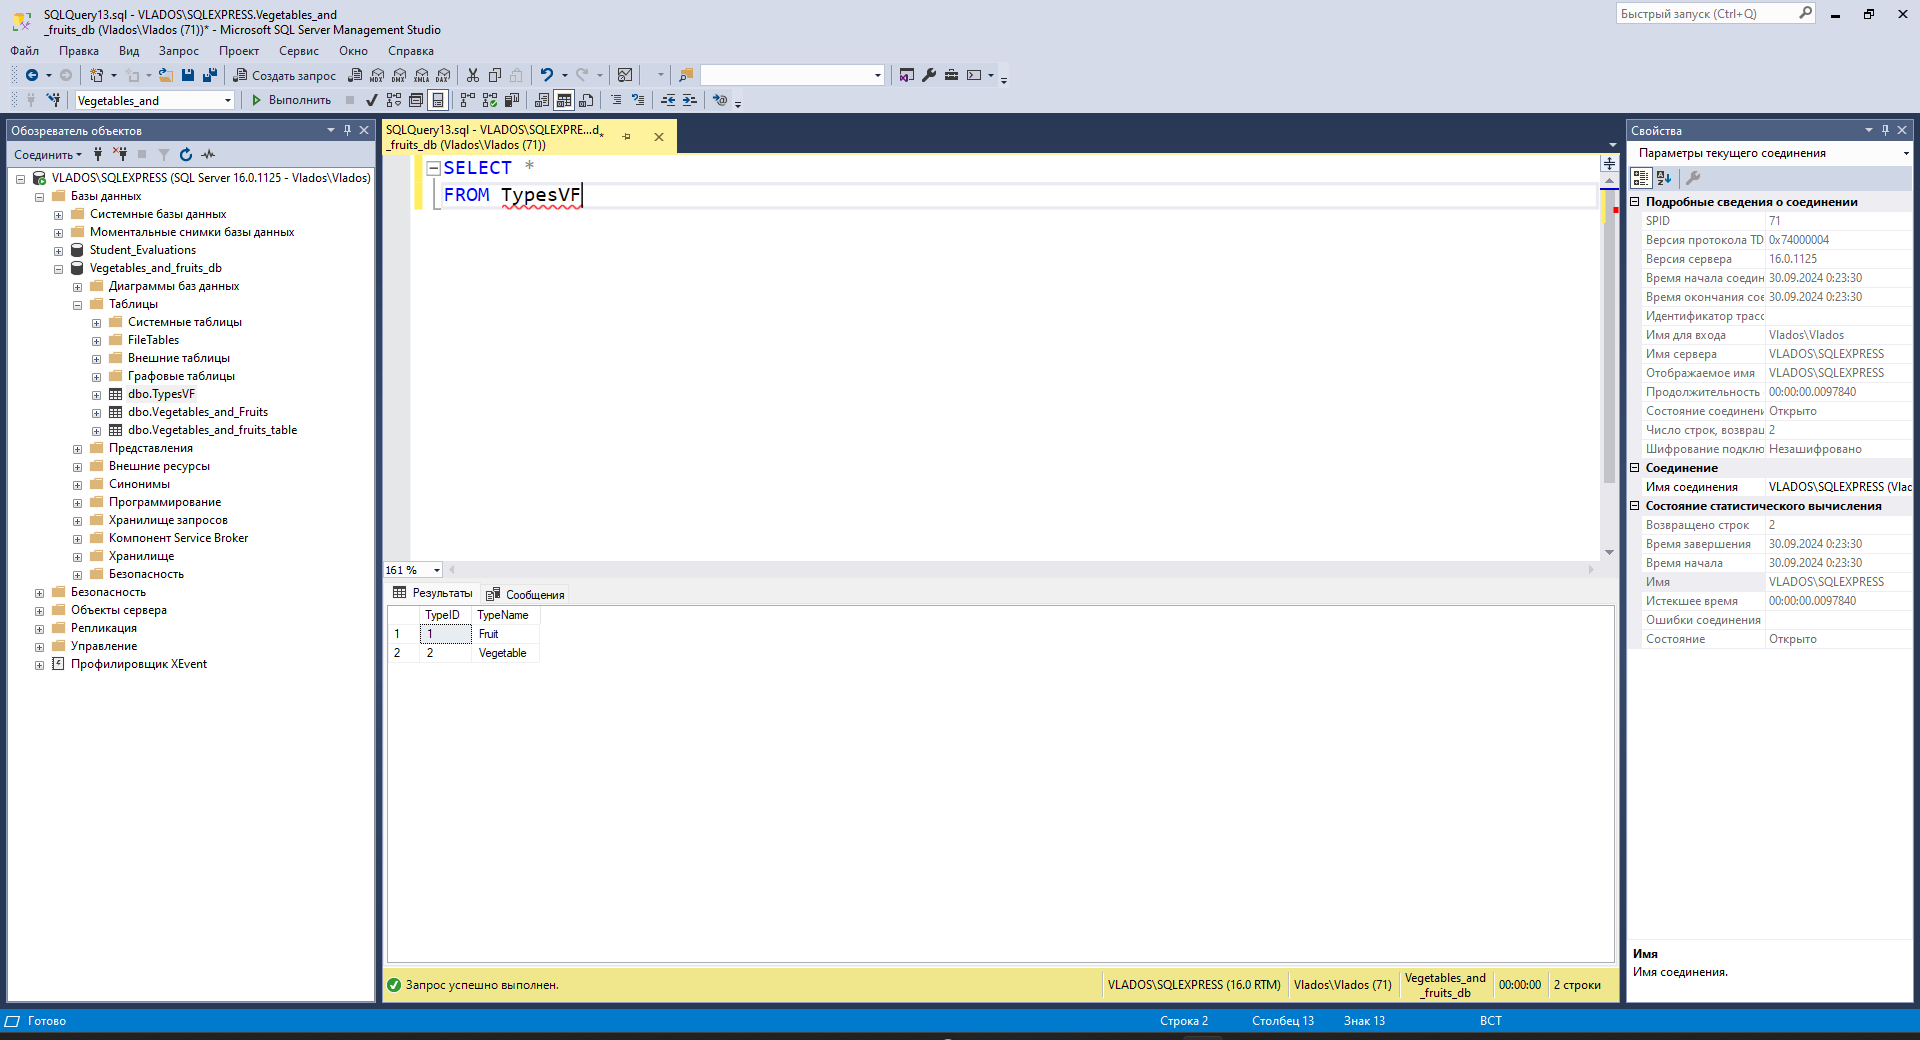 SQLQuery13.sql - VLADOS\SQLEXPRESS.Vegetables_and
_fruits_db (Vlados\Vlados (71))* - Microsoft SQL Server Management Studio
Быстрый запуск (Ctrl+Q)
Файл Правка Вид Запрос Проект Сервис Окно Справка
Создать запрос
MDX DMX XMLA DAX
Vegetables_and
Выполнить
Обозреватель объектов
Соединить
VLADOS\SQLEXPRESS (SQL Server 16.0.1125 - Vlados\Vlados)
Базы данных
Системные базы данных
Моментальные снимки базы данных
Student_Evaluations
Vegetables_and_fruits_db
Диаграммы баз данных
Таблицы
Системные таблицы
FileTables
Внешние таблицы
Графовые таблицы
dbo.TypesVF
dbo.Vegetables_and_Fruits
dbo.Vegetables_and_fruits_table
Представления
Внешние ресурсы
Синонимы
Программирование
Хранилище запросов
Компонент Service Broker
Хранилище
Безопасность
Безопасность
Объекты сервера
Репликация
Управление
Профилировщик XEvent
SQLQuery13.sql - VLADOS\SQLEXPRE...d*
_fruits_db (Vlados\Vlados (71))
SELECT *
FROM TypesVF
161 %
Результаты Сообщения
TypeID TypeName
1 1 Fruit
2 2 Vegetable
Запрос успешно выполнен.
VLADOS\SQLEXPRESS (16.0 RTM)
Vlados\Vlados (71)
Vegetables_and
_fruits_db
00:00:00
2 строки
Свойства
Параметры текущего соединения
Подробные сведения о соединении
SPID 71
Версия протокола TD 0x74000004
Версия сервера 16.0.1125
Время начала соедин 30.09.2024 0:23:30
Время окончания сое 30.09.2024 0:23:30
Идентификатор трасс
Имя для входа Vlados\Vlados
Имя сервера VLADOS\SQLEXPRESS
Отображаемое имя VLADOS\SQLEXPRESS
Продолжительность 00:00:00.0097840
Состояние соединени Открыто
Число строк, возвращ 2
Шифрование подклю Незашифровано
Соединение
Имя соединения VLADOS\SQLEXPRESS (Vlac
Состояние статистического вычисления
Возвращено строк 2
Время завершения 30.09.2024 0:23:30
Время начала 30.09.2024 0:23:30
Имя VLADOS\SQLEXPRESS
Истекшее время 00:00:00.0097840
Ошибки соединения
Состояние Открыто
Имя
Имя соединения.
Готово
Строка 2
Столбец 13
Знак 13
ВСТ